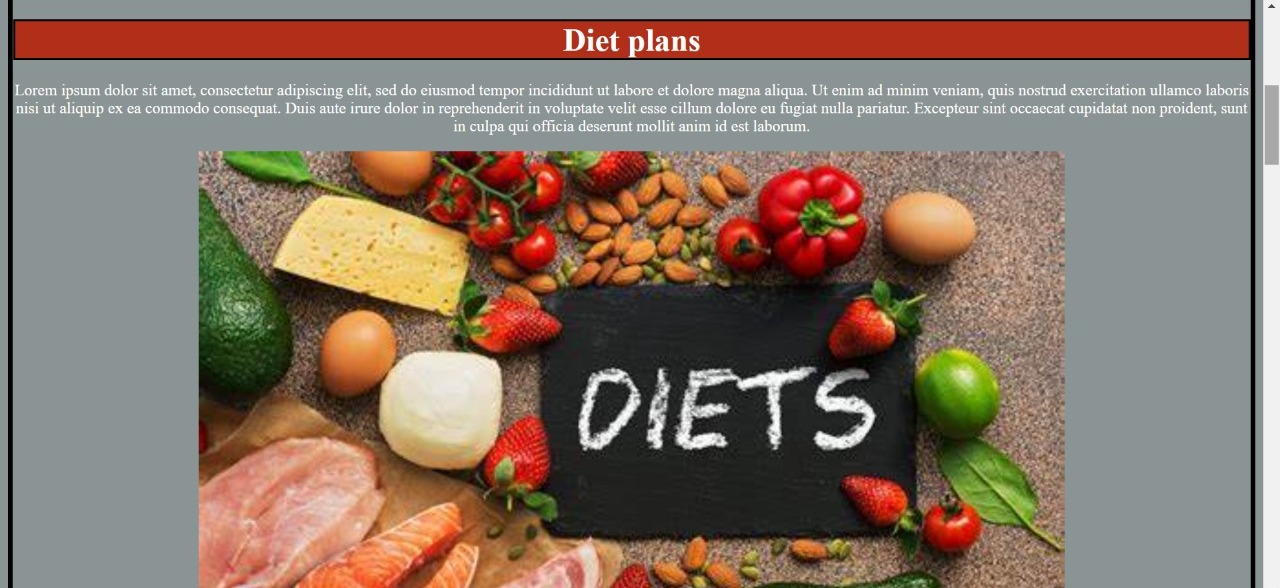 Diet plans
Lorem ipsum dolor sit amet, consectetur adipiscing elit, sed do eiusmod tempor incididunt ut labore et dolore magna aliqua. Ut enim ad minim veniam, quis nostrud exercitation ullamco laboris
nisi ut aliquip ex ea commodo consequat. Duis aute irure dolor in reprehenderit in voluptate velit esse cillum dolore eu fugiat nulla pariatur. Excepteur sint occaecat cupidatat non proident, sunt
in culpa qui officia deserunt mollit anim id est laborum.
DIETS